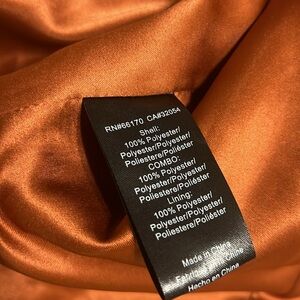 RN#66170 CA#32054
Shell:
100% Polyester/
Polyester/Polyester/
Poliestere/Poliéster
COMBO:
100% Polyester/
Polyester/Polyester/
Poliestere/Poliéster
Lining:
100% Polyester/
Polyester/Polyester/
Poliestere/Poliéster
Made in China
China
Hecho en China